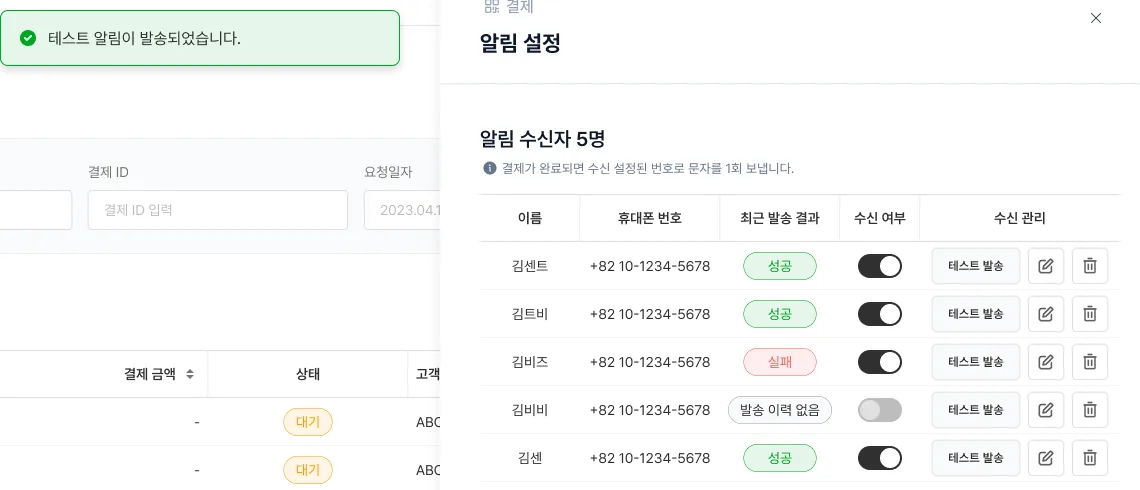 결제
알림 설정
테스트 알림이 발송되었습니다.
결제 ID
요청일자
결제 ID 입력
2023.04.1
결제 금액
상태
고객
-
대기
ABC
-
대기
ABC
알림 수신자 5명
결제가 완료되면 수신 설정된 번호로 문자를 1회 보냅니다.
이름 휴대폰 번호 최근 발송 결과 수신 여부 수신 관리
김센트 +82 10-1234-5678 성공 테스트 발송
김트비 +82 10-1234-5678 성공 테스트 발송
김비즈 +82 10-1234-5678 실패 테스트 발송
김비비 +82 10-1234-5678 발송 이력 없음 테스트 발송
김센 +82 10-1234-5678 성공 테스트 발송